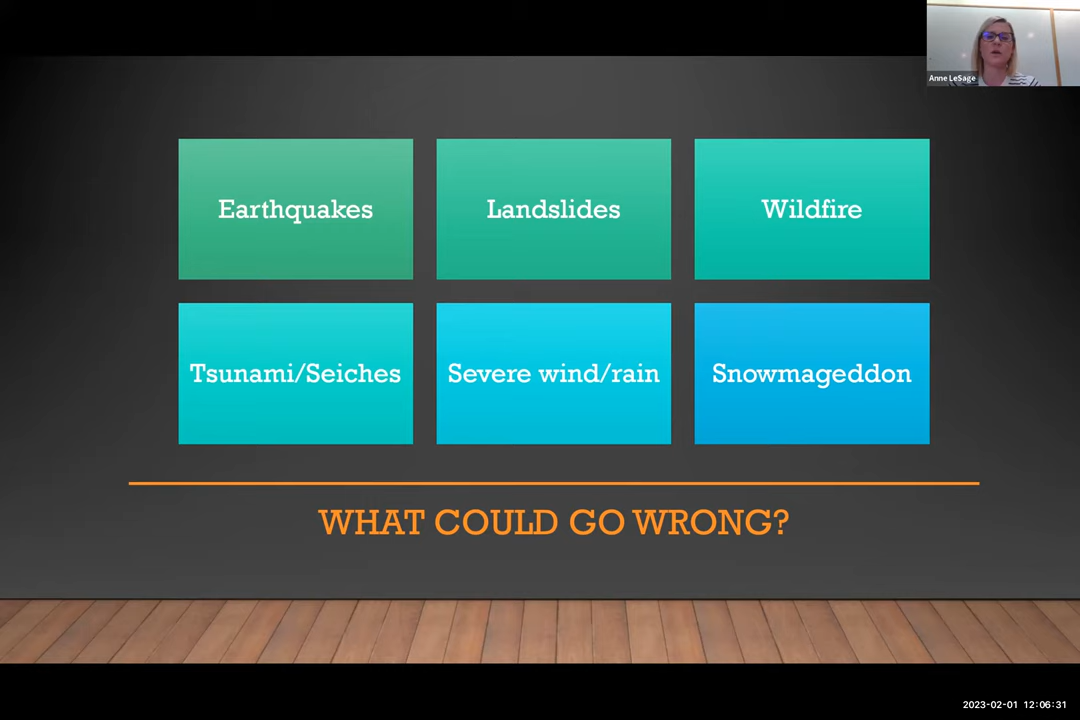 Anne LeSage
Earthquakes
Landslides
Wildfire
Tsunami/Seiches
Severe wind/rain
Snowmageddon
WHAT COULD GO WRONG?
2023-02-01 12:06:31